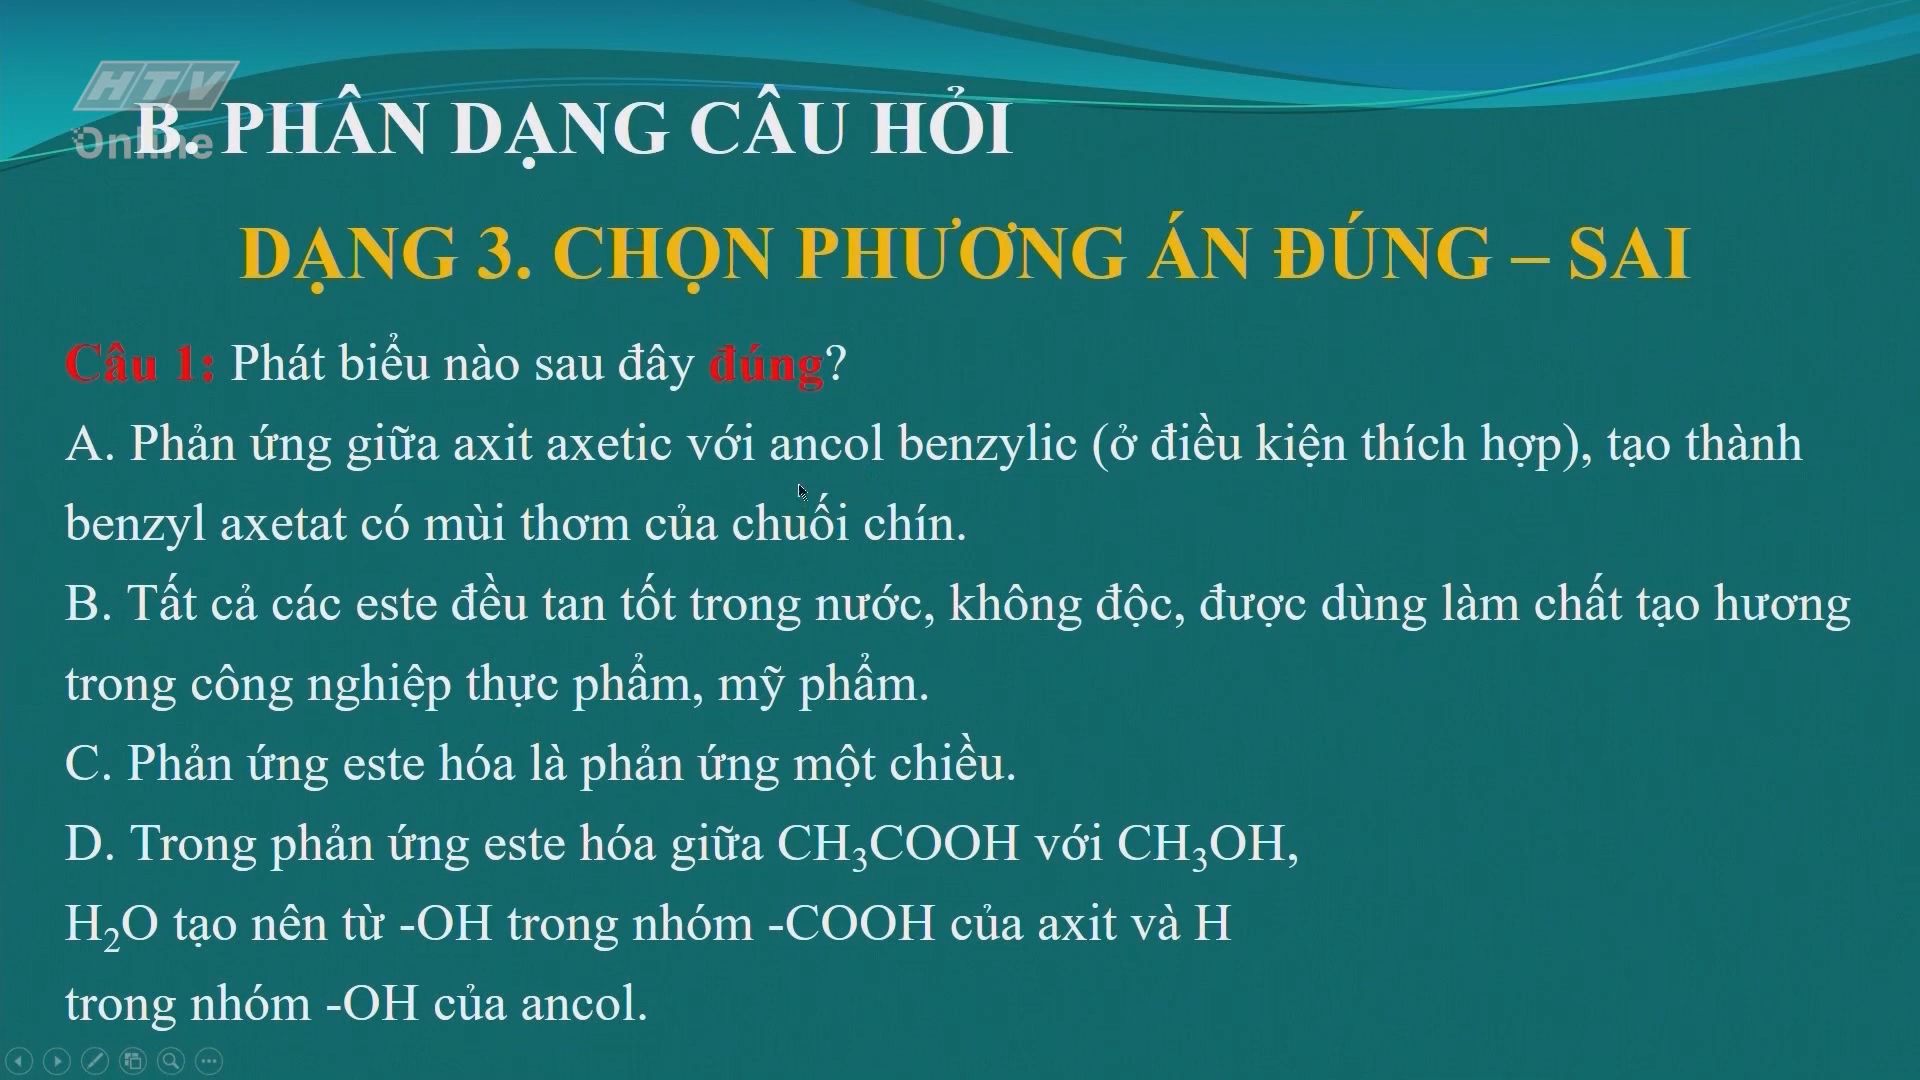 HTV
Online
B. PHÂN DẠNG CÂU HỎI
DẠNG 3. CHỌN PHƯƠNG ÁN ĐÚNG – SAI
Câu 1: Phát biểu nào sau đây đúng?
A. Phản ứng giữa axit axetic với ancol benzylic (ở điều kiện thích hợp), tạo thành
benzyl axetat có mùi thơm của chuối chín.
B. Tất cả các este đều tan tốt trong nước, không độc, được dùng làm chất tạo hương
trong công nghiệp thực phẩm, mỹ phẩm.
C. Phản ứng este hóa là phản ứng một chiều.
D. Trong phản ứng este hóa giữa CH₃COOH với CH₃OH,
H₂O tạo nên từ -OH trong nhóm -COOH của axit và H
trong nhóm -OH của ancol.